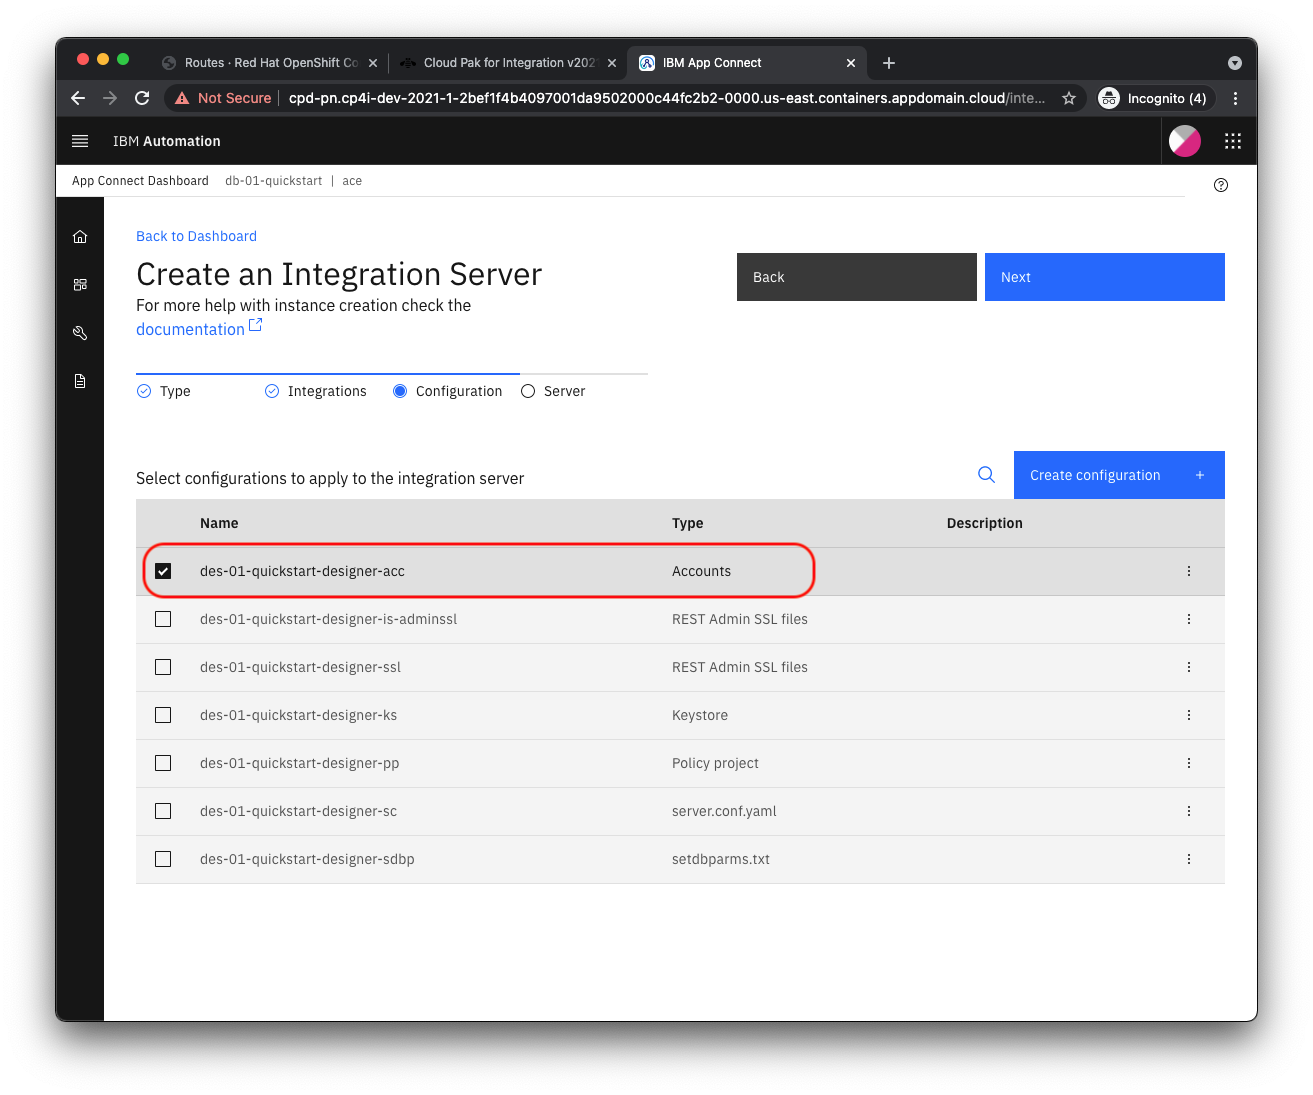 Routes · Red Hat OpenShift Co
Cloud Pak for Integration v202
IBM App Connect
Not Secure
cpd-pn.cp4i-dev-2021-1-2bef1f4b4097001da9502000c44fc2b2-0000.us-east.containers.appdomain.cloud/inte...
Incognito (4)
IBM Automation
App Connect Dashboard
db-01-quickstart | ace
Back to Dashboard
Create an Integration Server
For more help with instance creation check the
documentation
Back
Next
Type
Integrations
Configuration
Server
Select configurations to apply to the integration server
Create configuration +
Name Type Description
des-01-quickstart-designer-acc Accounts
des-01-quickstart-designer-is-adminssl REST Admin SSL files
des-01-quickstart-designer-ssl REST Admin SSL files
des-01-quickstart-designer-ks Keystore
des-01-quickstart-designer-pp Policy project
des-01-quickstart-designer-sc server.conf.yaml
des-01-quickstart-designer-sdbp setdbparms.txt